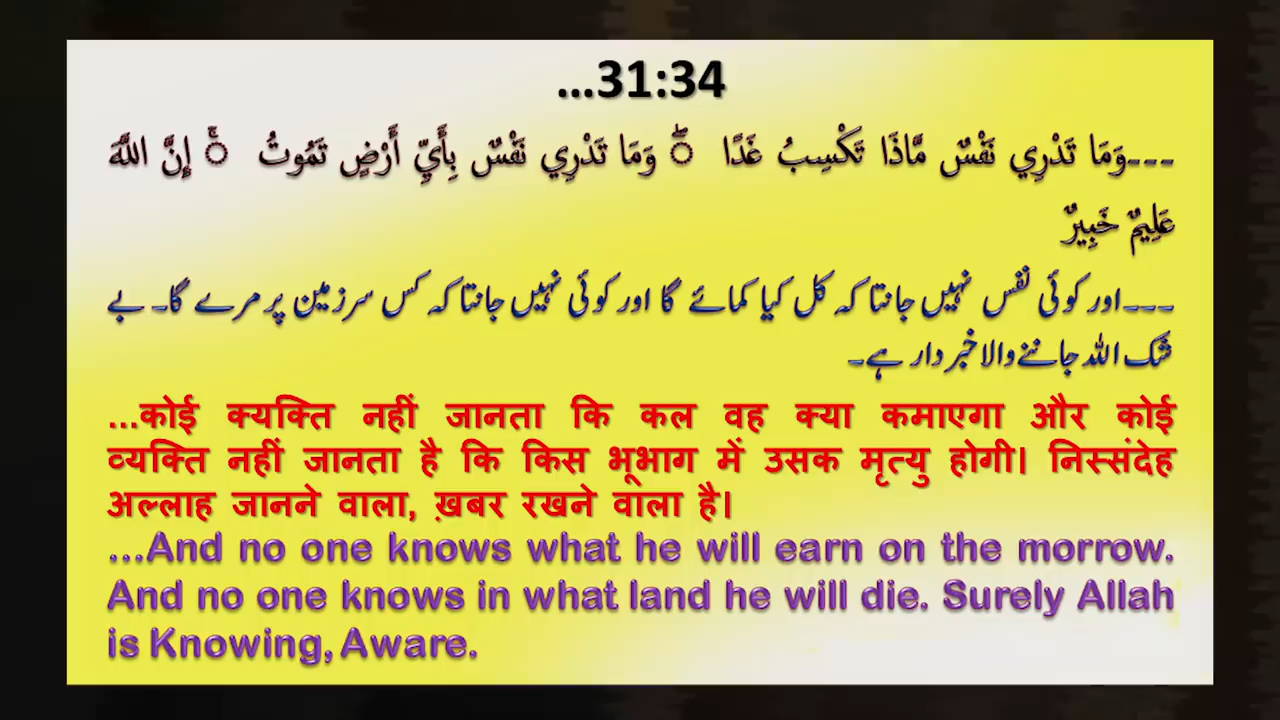 ...31:34
---وَمَا تَدْرِي نَفْسٌ مَّاذَا تَكْسِبُ غَدًا ۖ وَمَا تَدْرِي نَفْسٌ بِأَيِّ أَرْضٍ تَمُوتُ ۚ إِنَّ اللَّهَ
عَلِيمٌ خَبِيرٌ
---اور کوئی نفس نہیں جانتا کہ کل کیا کمائے گا اور کوئی نہیں جانتا کہ کس سرزمین پر مرے گا۔ بے
شک اللہ جاننے والا خبردار ہے۔
...कोई क्यक्ति नहीं जानता कि कल वह क्या कमाएगा और कोई
व्यक्ति नहीं जानता है कि किस भूभाग में उसक मृत्यु होगी। निस्संदेह
अल्लाह जानने वाला, ख़बर रखने वाला है।
...And no one knows what he will earn on the morrow.
And no one knows in what land he will die. Surely Allah
is Knowing, Aware.